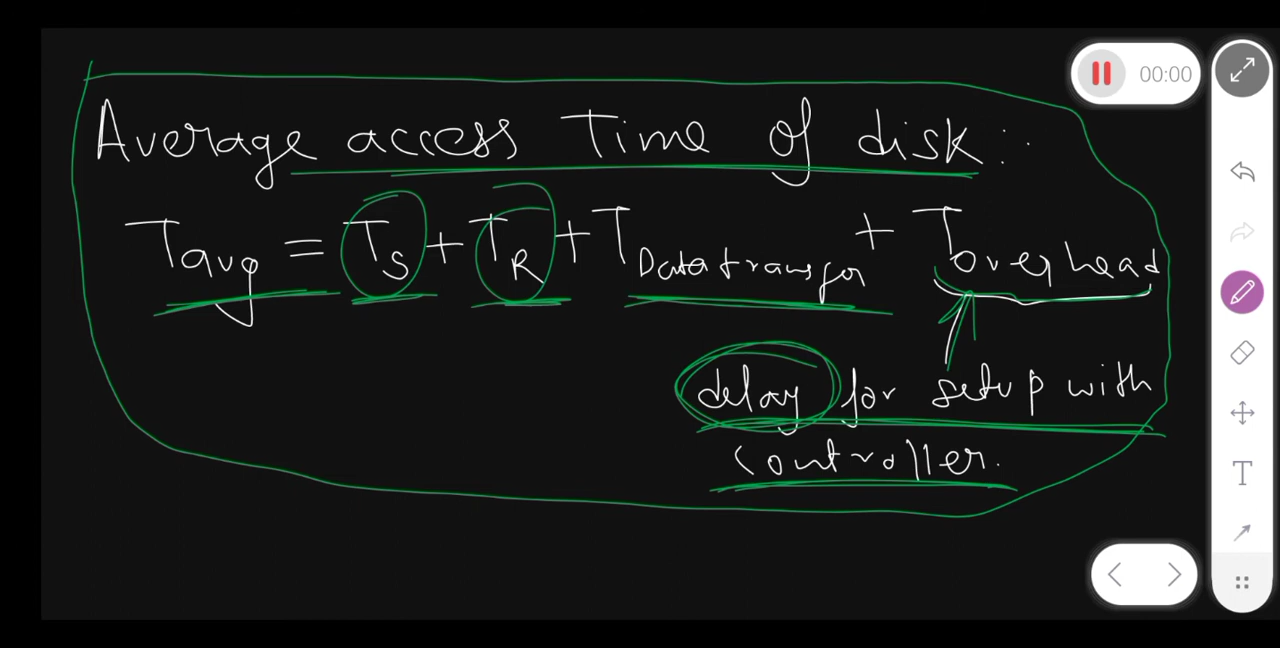 00:00
Average access Time of disk :
Tavg = TS + TR + TData transfer + Toverhead
delay for setup with
controller.
T